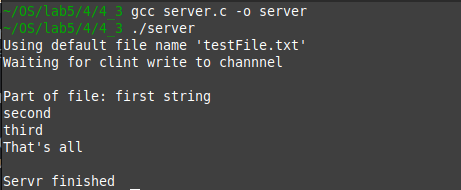 ~/OS/lab5/4/4_3 gcc server.c -o server
~/OS/lab5/4/4_3 ./server
Using default file name 'testFile.txt'
Waiting for clint write to channnel
Part of file: first string
second
third
That's all
Servr finished